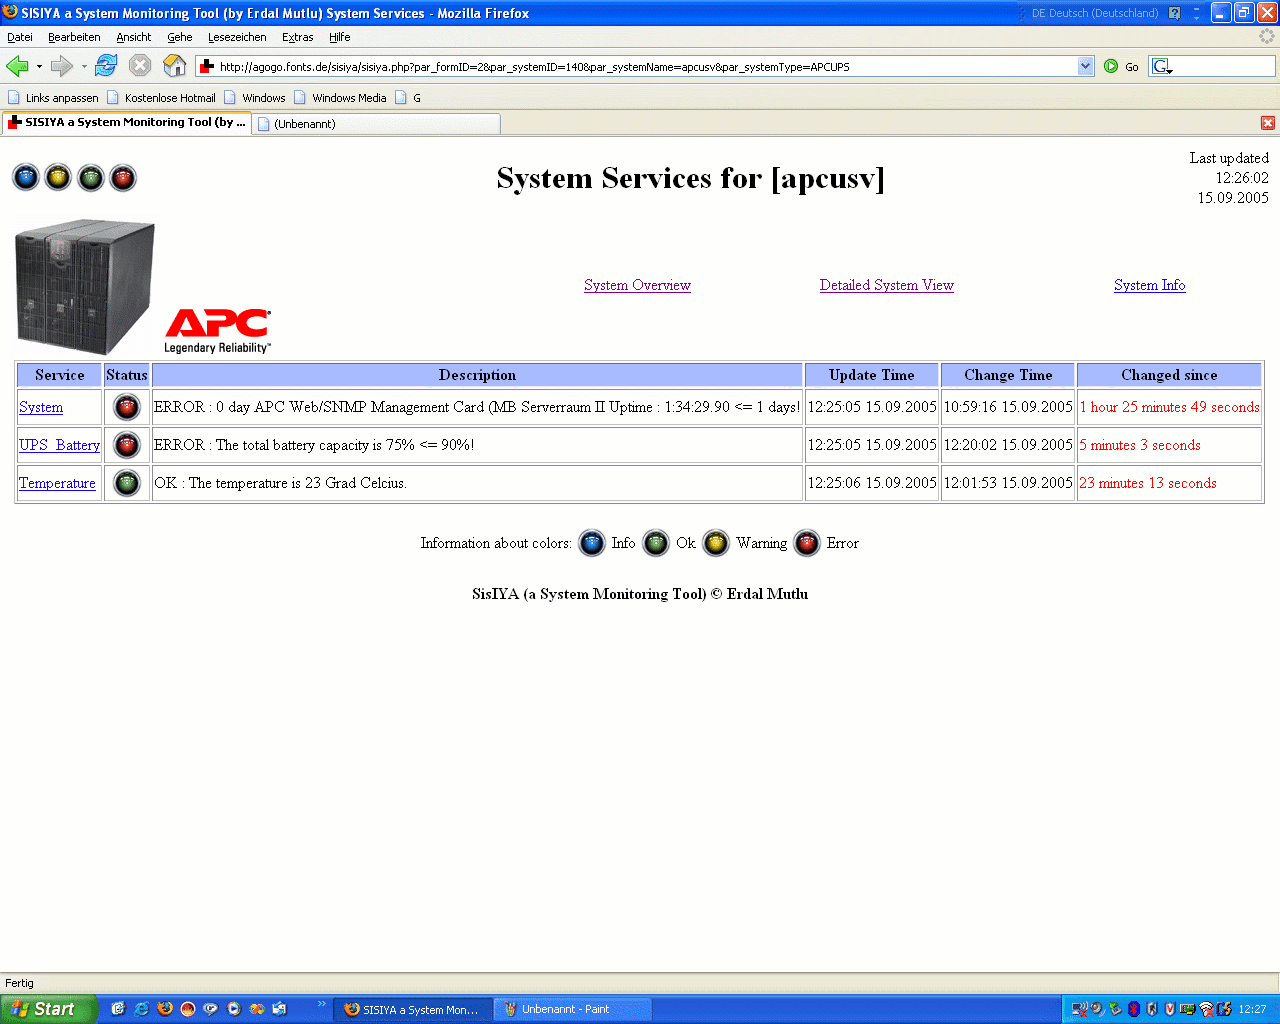 SISIYA a System Monitoring Tool (by Erdal Mutlu) System Services - Mozilla Firefox
DE Deutsch (Deutschland)
Datei Bearbeiten Ansicht Gehe Lesezeichen Extras Hilfe
http://agogo.fonts.de/sisiya/sisiya.php?par_formID=2&par_systemID=140&par_systemName=apcusv&par_systemType=APCUPS
Go
G
Links anpassen Kostenlose Hotmail Windows Windows Media G
SISIYA a System Monitoring Tool (by ... (Unbenannt)
System Services for [apcusv]
Last updated
12:26:02
15.09.2005
System Overview Detailed System View System Info
APC
Legendary Reliability™
Service Status Description Update Time Change Time Changed since
System ERROR : 0 day APC Web/SNMP Management Card (MB Serverraum II Uptime : 1:34:29.90 <= 1 days! 12:25:05 15.09.2005 10:59:16 15.09.2005 1 hour 25 minutes 49 seconds
UPS_Battery ERROR : The total battery capacity is 75% <= 90%! 12:25:05 15.09.2005 12:20:02 15.09.2005 5 minutes 3 seconds
Temperature OK : The temperature is 23 Grad Celcius. 12:25:06 15.09.2005 12:01:53 15.09.2005 23 minutes 13 seconds
Information about colors: Info Ok Warning Error
SisIYA (a System Monitoring Tool) © Erdal Mutlu
Fertig
Start SISIYA a System Mon... Unbenannt - Paint 12:27